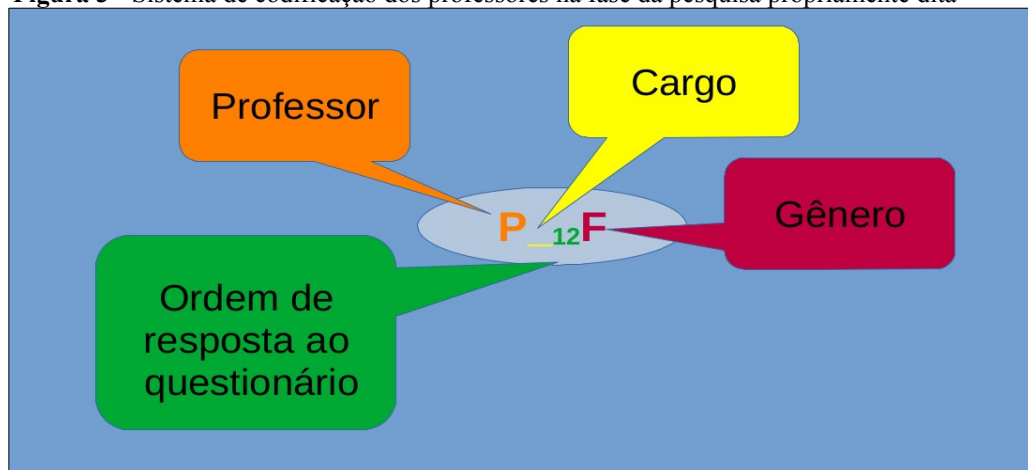 Figura 3 - Sistema de codificação dos professores na fase da pesquisa propriamente dita
Professor
Cargo
P__12F
Gênero
Ordem de
resposta ao
questionário